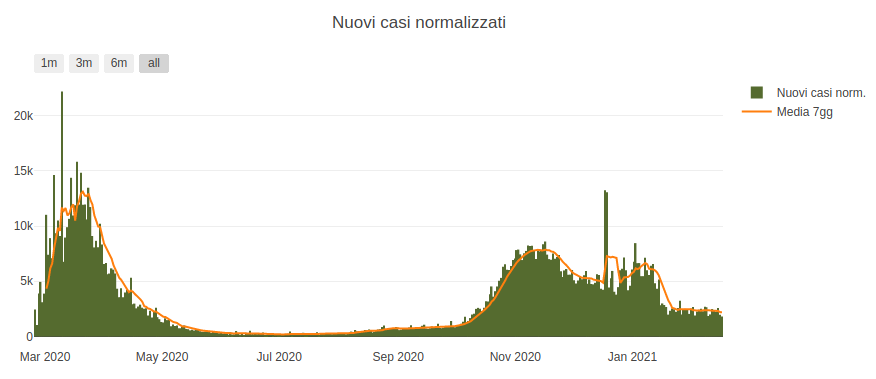 Nuovi casi normalizzati
1m 3m 6m all
Nuovi casi norm.
Media 7gg
20k
15k
10k
5k
0
Mar 2020 May 2020 Jul 2020 Sep 2020 Nov 2020 Jan 2021